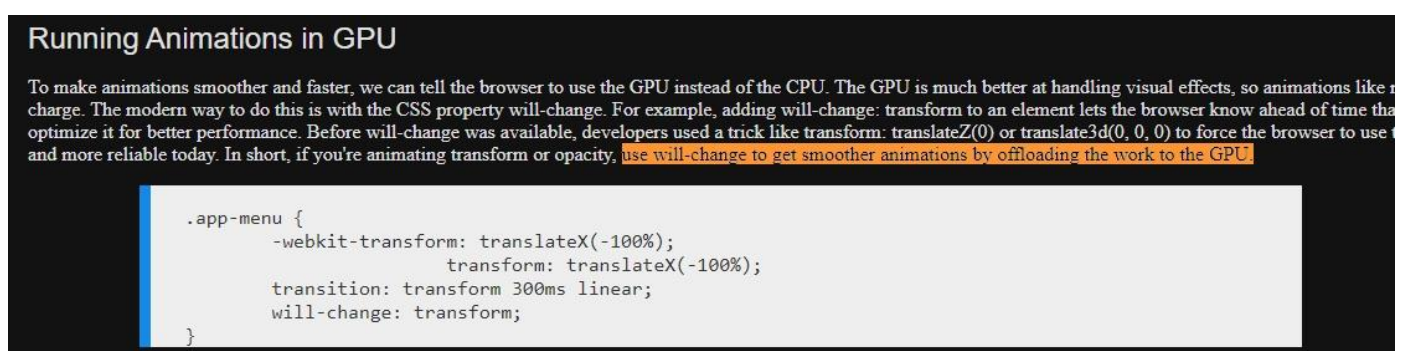 Running Animations in GPU
To make animations smoother and faster, we can tell the browser to use the GPU instead of the CPU. The GPU is much better at handling visual effects, so animations like
charge. The modern way to do this is with the CSS property will-change. For example, adding will-change: transform to an element lets the browser know ahead of time
optimize it for better performance. Before will-change was available, developers used a trick like transform: translateZ(0) or translate3d(0, 0, 0) to force the browser to use
and more reliable today. In short, if you're animating transform or opacity, use will-change to get smoother animations by offloading the work to the GPU.
.app-menu {
-webkit-transform: translateX(-100%);
transform: translateX(-100%);
transition: transform 300ms linear;
will-change: transform;
}